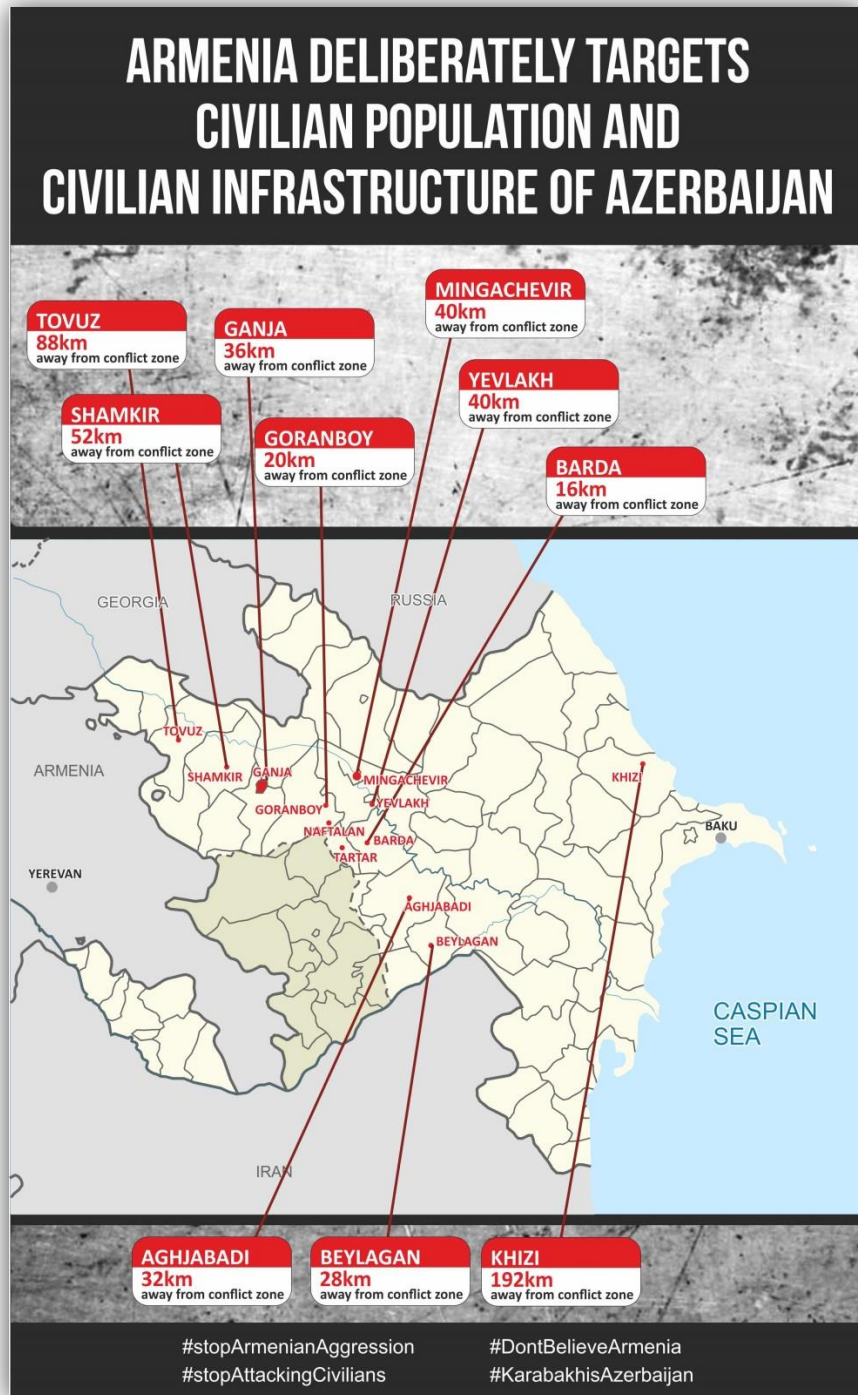 ARMENIA DELIBERATELY TARGETS
CIVILIAN POPULATION AND
CIVILIAN INFRASTRUCTURE OF AZERBAIJAN
MINGACHEVIR
40km
away from conflict zone
TOVUZ
88km
away from conflict zone
GANJA
36km
away from conflict zone
YEVLAKH
40km
away from conflict zone
SHAMKIR
52km
away from conflict zone
GORANBOY
20km
away from conflict zone
BARDA
16km
away from conflict zone
GEORGIA
RUSSIA
TOVUZ
ARMENIA
SHAMKIR
GANJA
MINGACHEVIR
KHIZI
GORANBOY
YEVLAKH
NAFTALAN
BARDA
BAKU
TARTAR
YEREVAN
AGHJABADI
BEYLAGAN
CASPIAN
SEA
IRAN
AGHJABADI
32km
away from conflict zone
BEYLAGAN
28km
away from conflict zone
KHIZI
192km
away from conflict zone
#stopArmenianAggression
#DontBelieveArmenia
#stopAttackingCivilians
#KarabakhisAzerbaijan